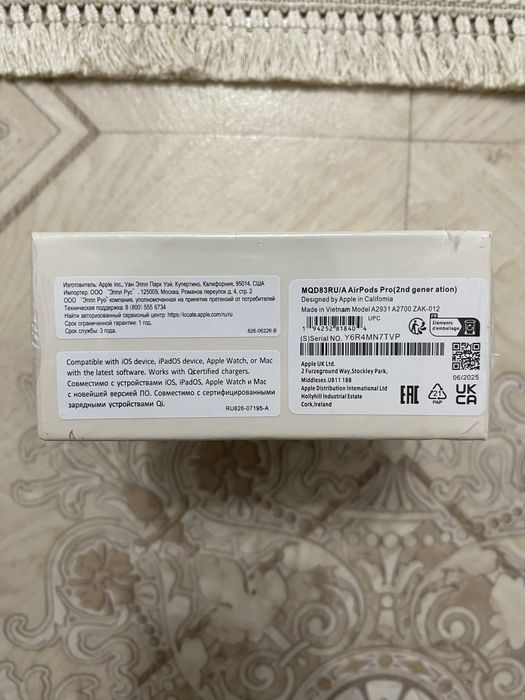 Изготовитель: Apple Inc., Уан Эппл Парк Уэй, Купертино, Калифорния, 95014, США
Импортер: ООО "Эппл Рус", 125009, Москва, Романов переулок д.4, стр. 2
ООО "Эппл Рус" компания, уполномоченная на принятие претензий от потребителей
Техническая поддержка: 8 (800) 555 6734
Найти авторизованный сервисный центр: https://locate.apple.com/ru/ru
Срок ограниченной гарантии: 1 год.
Срок службы: 3 года.
826-06226-B
Compatible with iOS device, iPadOS device, Apple Watch, or Mac
with the latest software. Works with Qcertified chargers.
Совместимо с устройствами iOS, iPadOS, Apple Watch и Mac
с новейшей версией ПО. Совместимо с сертифицированными
зарядными устройствами Qi.
RU826-07195-A
MQD83RU/A AirPods Pro(2nd gener ation)
Designed by Apple in California
Made in Vietnam Model A2931 A2700 ZAK-012
UPC
1 94252 81840 4
(S)Serial NO. Y6R4MN7TVP
FR
Éléments
d'emballage
Apple UK Ltd.
2 Furzeground Way,Stockley Park,
Middlesex.UB11 1BB
Apple Distribution International Ltd
Hollyhill Industrial Estate
Cork,Ireland
EAC
21
PAP
06/2025
UK
CA